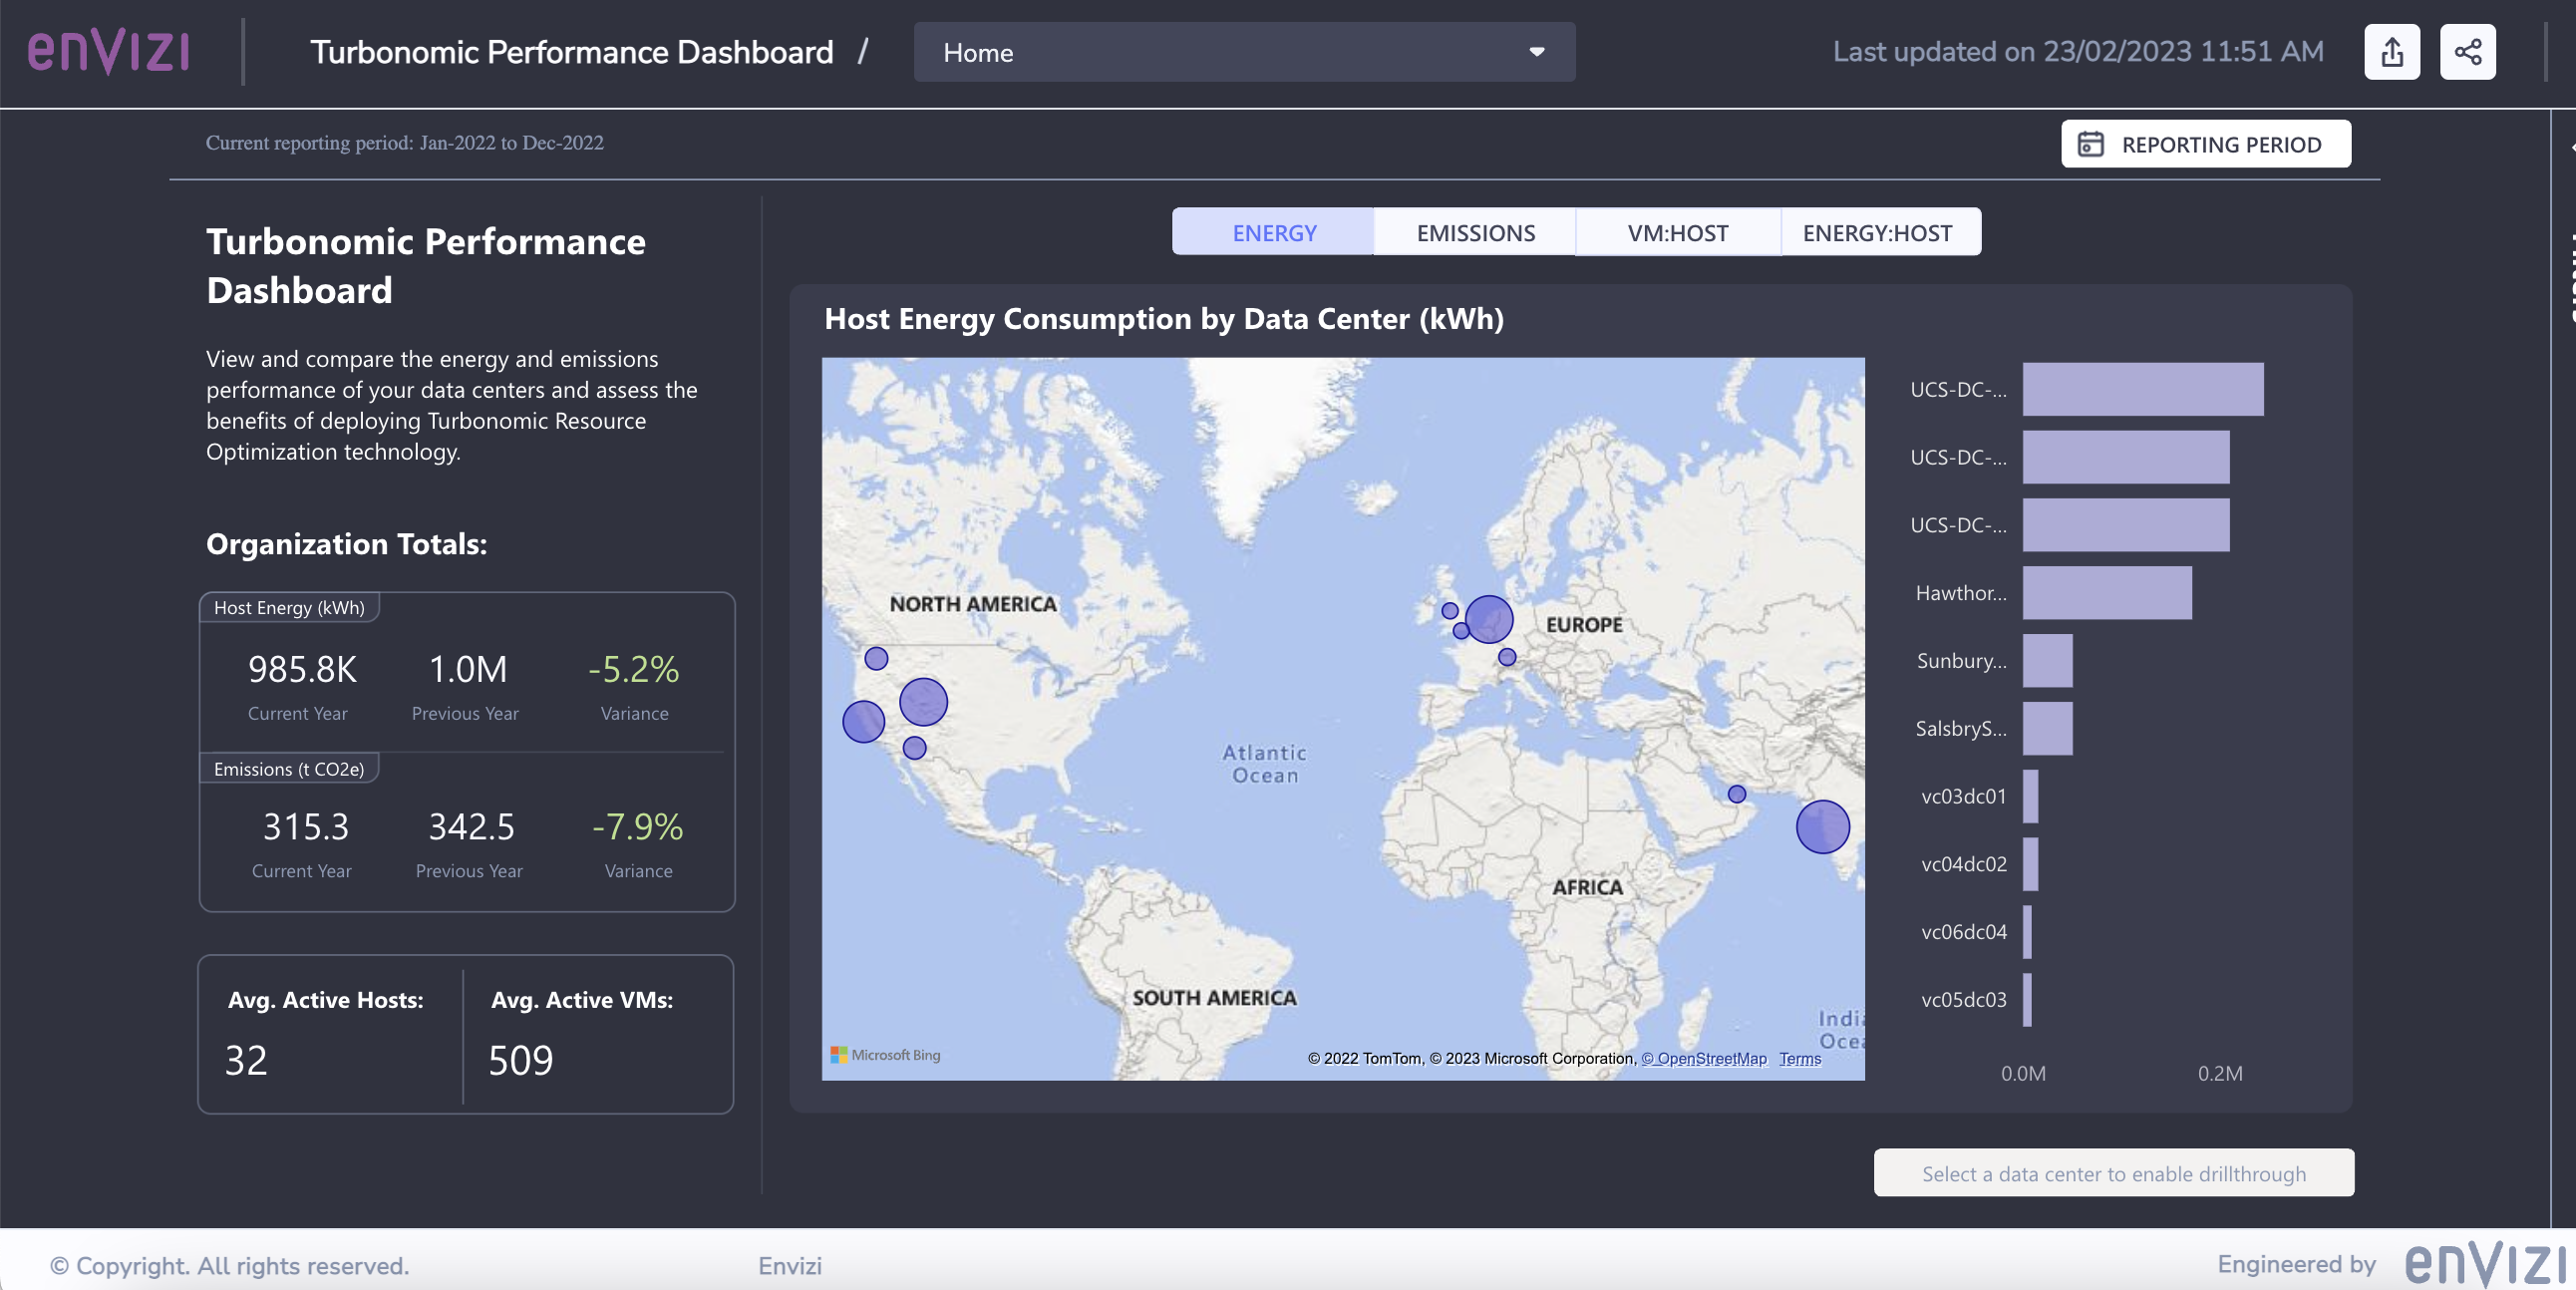 enVIZI
Turbonomic Performance Dashboard /
Home
Last updated on 23/02/2023 11:51 AM
Current reporting period: Jan-2022 to Dec-2022
REPORTING PERIOD
Turbonomic Performance
Dashboard
View and compare the energy and emissions
performance of your data centers and assess the
benefits of deploying Turbonomic Resource
Optimization technology.
Organization Totals:
Host Energy (kWh)
985.8K 1.0M -5.2%
Current Year Previous Year Variance
Emissions (t CO2e)
315.3 342.5 -7.9%
Current Year Previous Year Variance
Avg. Active Hosts: Avg. Active VMs:
32 509
ENERGY EMISSIONS VM:HOST ENERGY:HOST
Host Energy Consumption by Data Center (kWh)
NORTH AMERICA
EUROPE
Atlantic
Ocean
AFRICA
SOUTH AMERICA
India
Ocea
Microsoft Bing
© 2022 TomTom, © 2023 Microsoft Corporation, © OpenStreetMap Terms
UCS-DC-...
UCS-DC-...
UCS-DC-...
Hawthor...
Sunbury...
SalsbryS...
vc03dc01
vc04dc02
vc06dc04
vc05dc03
0.0M 0.2M
Select a data center to enable drillthrough
© Copyright. All rights reserved.
Envizi
Engineered by enVIZI